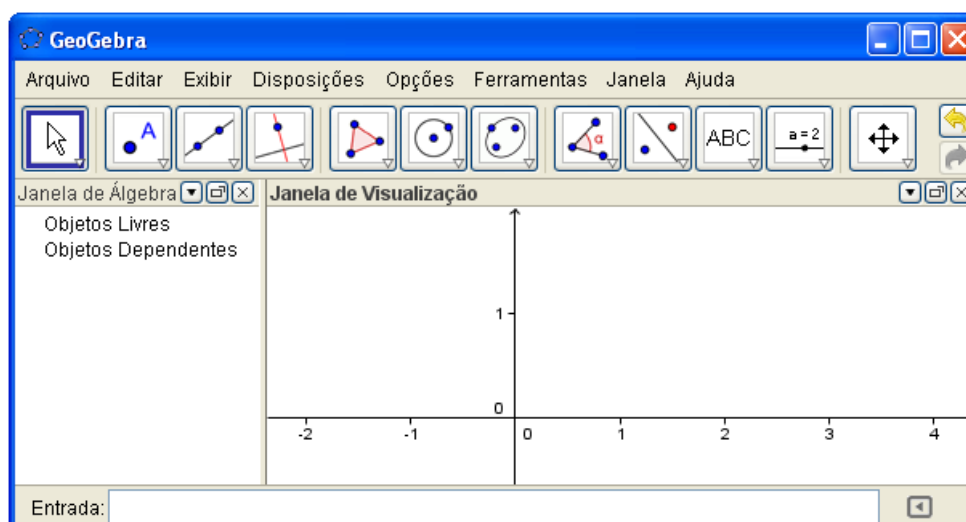 GeoGebra
Arquivo Editar Exibir Disposições Opções Ferramentas Janela Ajuda
A α ABC a=2
Janela de Álgebra Janela de Visualização
Objetos Livres
Objetos Dependentes
1
0
-2 -1 0 1 2 3 4
Entrada: